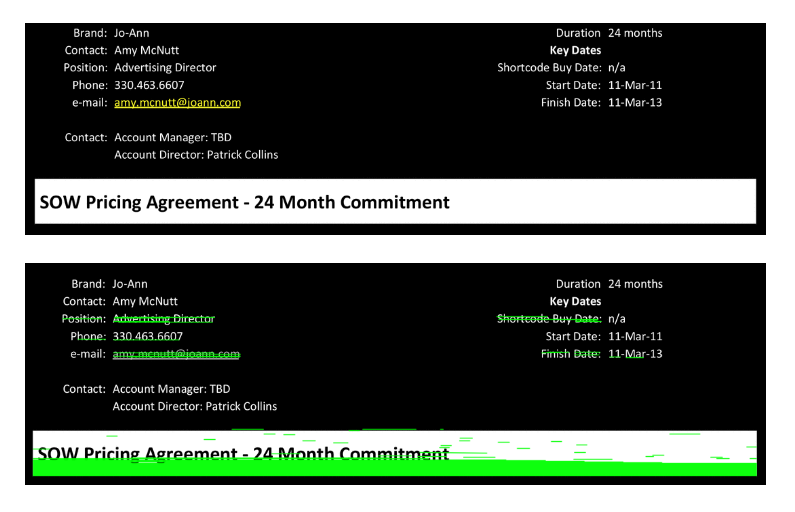 Brand: Jo-Ann Duration 24 months
Contact: Amy McNutt Key Dates
Position: Advertising Director Shortcode Buy Date: n/a
Phone: 330.463.6607 Start Date: 11-Mar-11
e-mail: amy.mcnutt@joann.com Finish Date: 11-Mar-13
Contact: Account Manager: TBD
Account Director: Patrick Collins
SOW Pricing Agreement - 24 Month Commitment
Brand: Jo-Ann Duration 24 months
Contact: Amy McNutt Key Dates
Position: Advertising Director Shortcode Buy Date: n/a
Phone: 330.463.6607 Start Date: 11-Mar-11
e-mail: amy.mcnutt@joann.com Finish Date: 11-Mar-13
Contact: Account Manager: TBD
Account Director: Patrick Collins
SOW Pricing Agreement - 24 Month Commitment